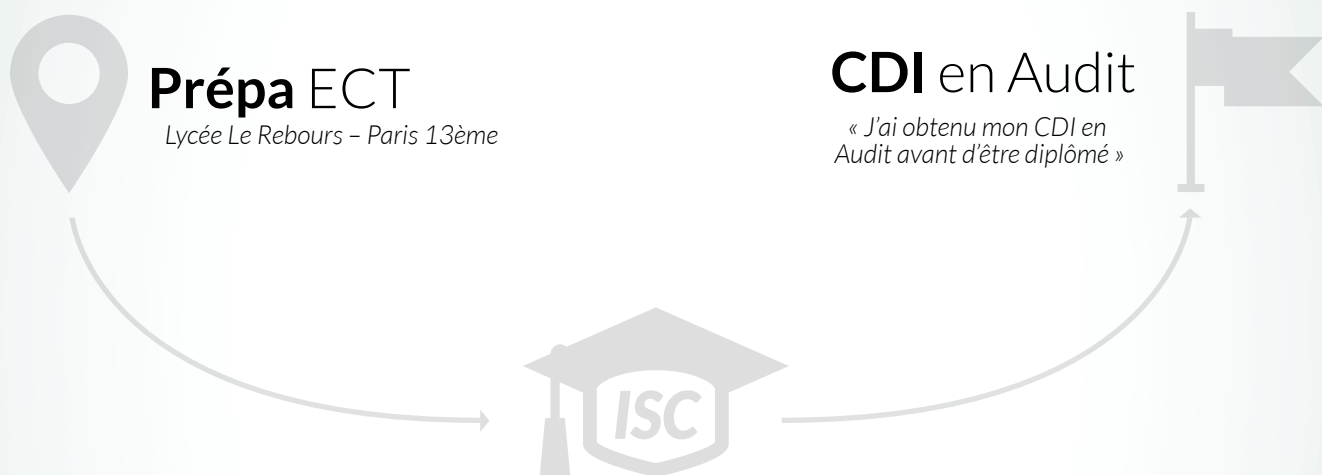 Prépa ECT
Lycée Le Rebours – Paris 13ème
CDI en Audit
« J’ai obtenu mon CDI en
Audit avant d’être diplômé »
ISC